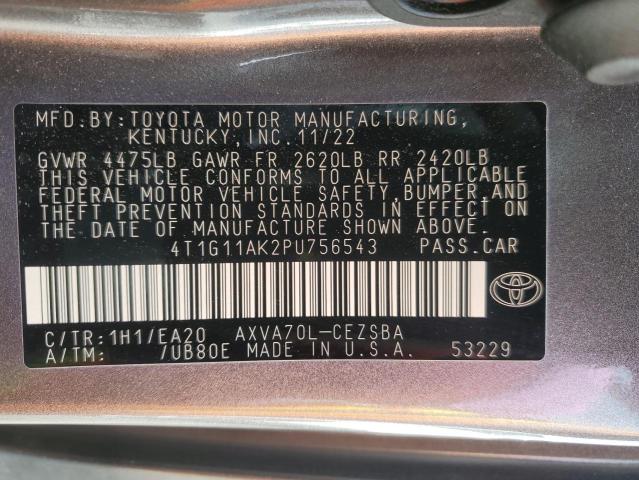 MFD.BY:TOYOTA MOTOR MANUFACTURING,
KENTUCKY,INC.11/22
GVWR 4475LB GAWR FR 2620LB RR 2420LB
THIS VEHICLE CONFORMS TO ALL APPLICABLE
FEDERAL MOTOR VEHICLE SAFETY,BUMPER,AND
THEFT PREVENTION STANDARDS IN EFFECT ON
THE DATE OF MANUFACTURE SHOWN ABOVE.
4T1G11AK2PU756543 PASS.CAR
C/TR:1H1/EA20 AXVA70L-CEZSBA
A/TM: /UB80E MADE IN U.S.A. 53229